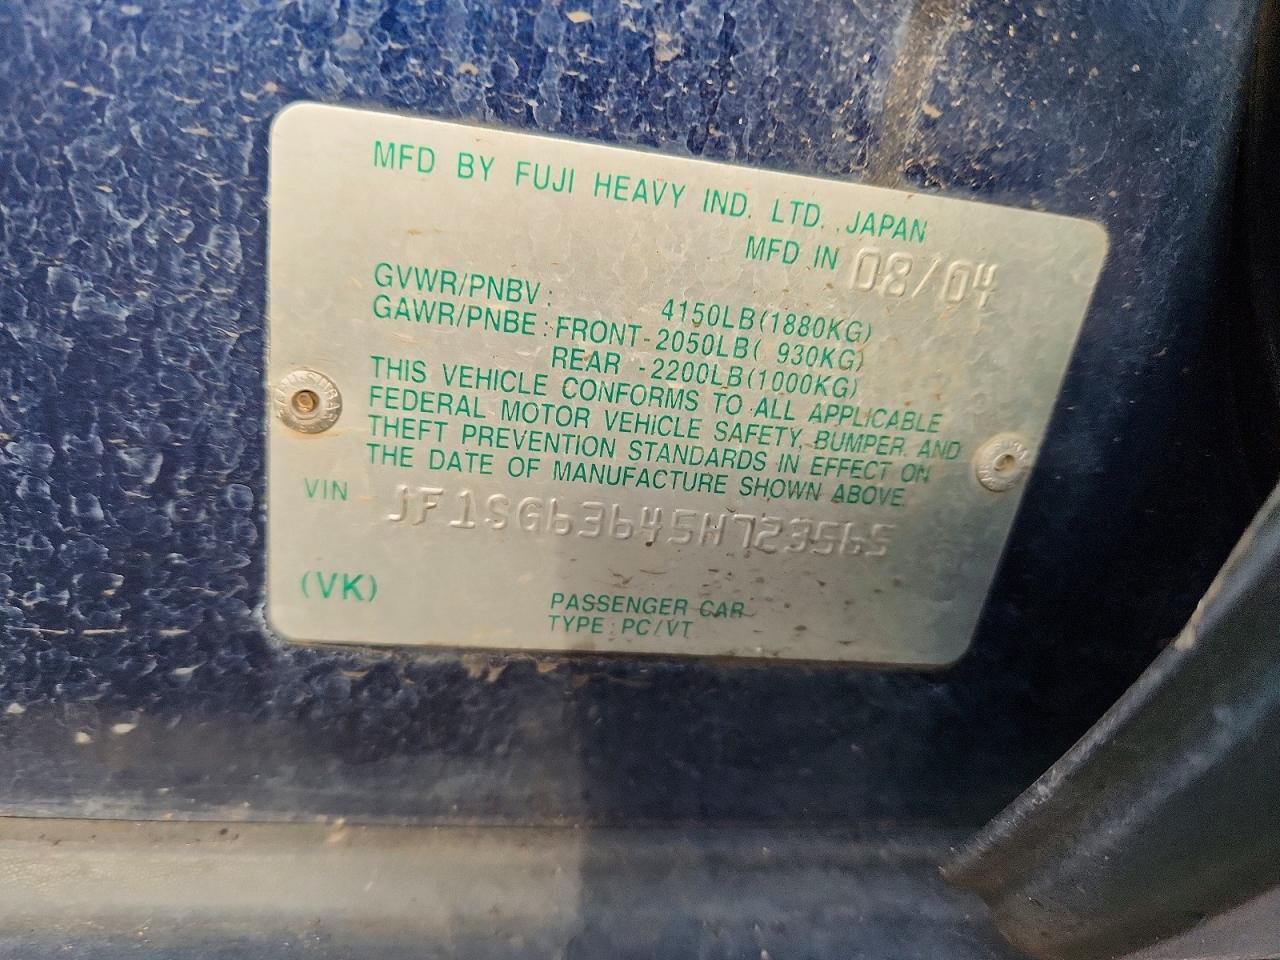 MFD BY FUJI HEAVY IND. LTD. JAPAN
MFD IN 08/04
GVWR/PNBV : 4150LB(1880KG)
GAWR/PNBE : FRONT-2050LB( 930KG)
REAR -2200LB(1000KG)
THIS VEHICLE CONFORMS TO ALL APPLICABLE
FEDERAL MOTOR VEHICLE SAFETY, BUMPER, AND
THEFT PREVENTION STANDARDS IN EFFECT ON
THE DATE OF MANUFACTURE SHOWN ABOVE.
VIN JF1SG63645H723565
(VK)
PASSENGER CAR
TYPE: PC/VT